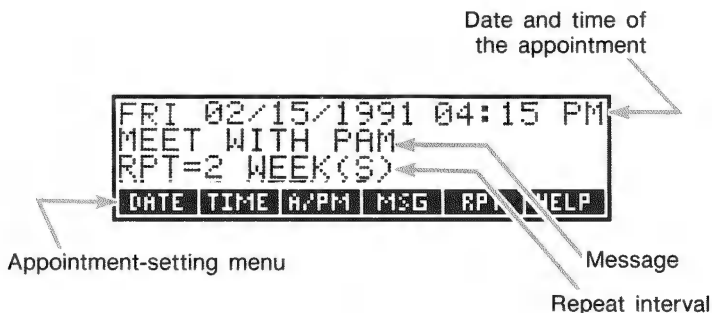 Date and time of
the appointment
FRI 02/15/1991 04:15 PM
MEET WITH PAM
RPT=2 WEEK(S)
DATE TIME A/PM MSG RPT HELP
Appointment-setting menu
Message
Repeat interval